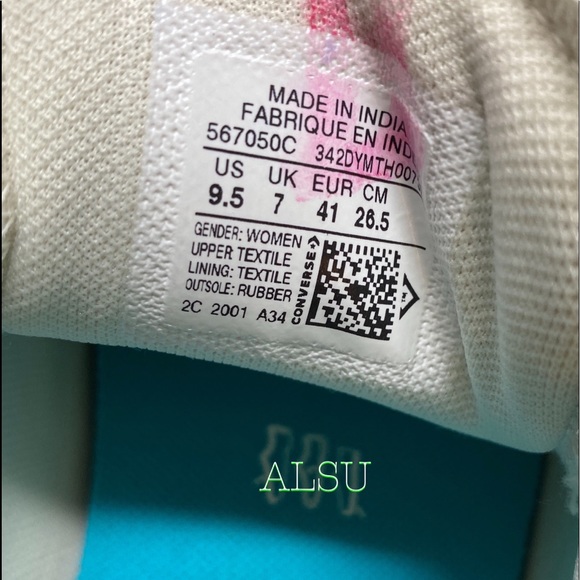 MADE IN INDIA
FABRIQUE EN
567050C 342DYMTH007
US UK EUR CM
9.5 7 41 26.5
GENDER: WOMEN
UPPER: TEXTILE
LINING: TEXTILE
OUTSOLE: RUBBER
2C 2001 A34
CONVERSE
ALSU